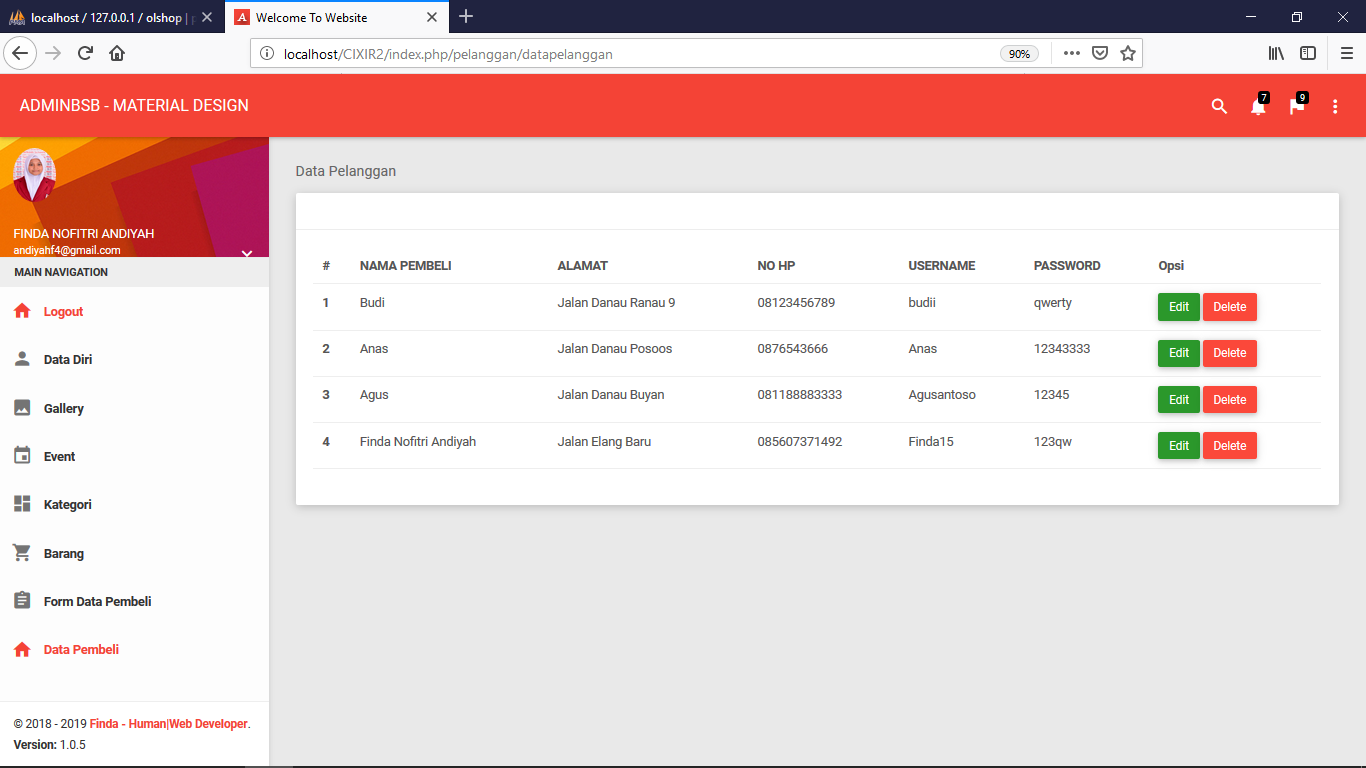 localhost / 127.0.0.1 / olshop |
Welcome To Website
localhost/CIXIR2/index.php/pelanggan/datapelanggan
90%
ADMINBSB - MATERIAL DESIGN
7
9
FINDA NOFITRI ANDIYAH
andiyahf4@gmail.com
MAIN NAVIGATION
Logout
Data Diri
Gallery
Event
Kategori
Barang
Form Data Pembeli
Data Pembeli
© 2018 - 2019 Finda - Human|Web Developer.
Version: 1.0.5
Data Pelanggan
# NAMA PEMBELI ALAMAT NO HP USERNAME PASSWORD Opsi
1 Budi Jalan Danau Ranau 9 08123456789 budii qwerty Edit Delete
2 Anas Jalan Danau Posoos 0876543666 Anas 12343333 Edit Delete
3 Agus Jalan Danau Buyan 081188883333 Agusantoso 12345 Edit Delete
4 Finda Nofitri Andiyah Jalan Elang Baru 085607371492 Finda15 123qw Edit Delete